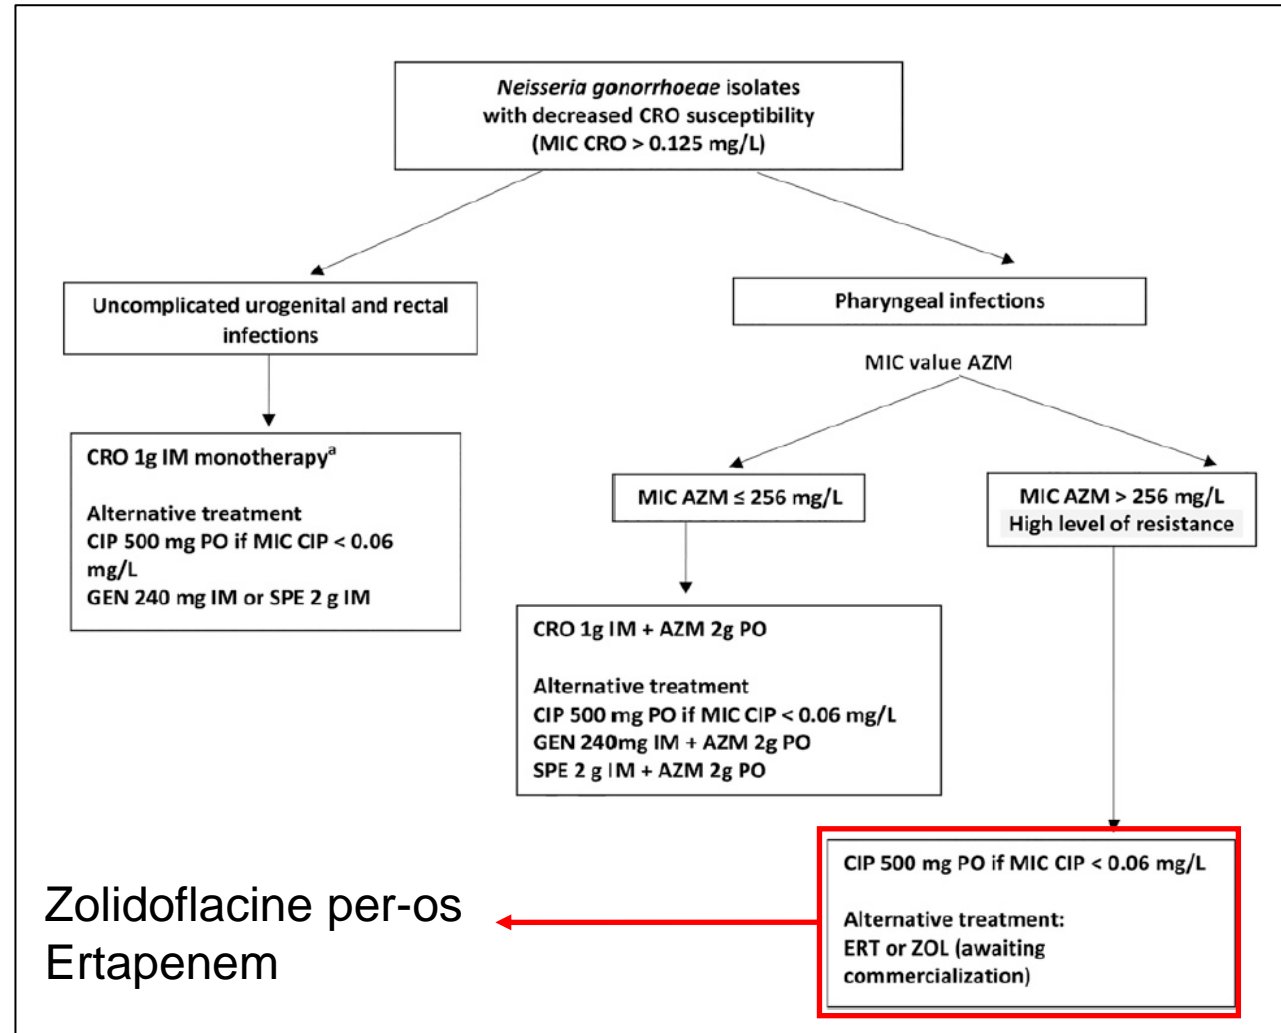 Neisseria gonorrhoeae isolates
with decreased CRO susceptibility
(MIC CRO > 0.125 mg/L)
Uncomplicated urogenital and rectal
infections
Pharyngeal infections
MIC value AZM
CRO 1g IM monotherapyᵃ
Alternative treatment
CIP 500 mg PO if MIC CIP < 0.06
mg/L
GEN 240 mg IM or SPE 2 g IM
MIC AZM ≤ 256 mg/L
MIC AZM > 256 mg/L
High level of resistance
CRO 1g IM + AZM 2g PO
Alternative treatment
CIP 500 mg PO if MIC CIP < 0.06 mg/L
GEN 240mg IM + AZM 2g PO
SPE 2 g IM + AZM 2g PO
CIP 500 mg PO if MIC CIP < 0.06 mg/L
Alternative treatment:
ERT or ZOL (awaiting
commercialization)
Zolidoflacine per-os
Ertapenem